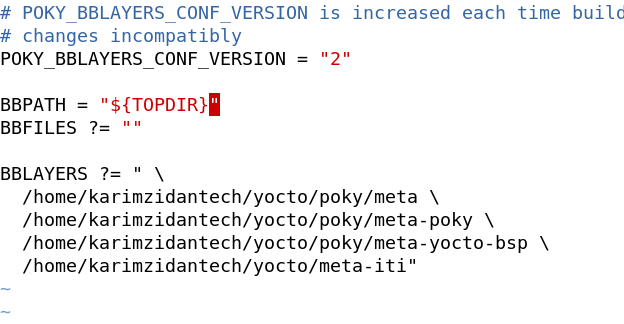 # POKY_BBLAYERS_CONF_VERSION is increased each time build
# changes incompatibly
POKY_BBLAYERS_CONF_VERSION = "2"

BBPATH = "${TOPDIR}"
BBFILES ?= ""

BBLAYERS ?= " \
  /home/karimzidantech/yocto/poky/meta \
  /home/karimzidantech/yocto/poky/meta-poky \
  /home/karimzidantech/yocto/poky/meta-yocto-bsp \
  /home/karimzidantech/yocto/meta-iti"
~
~